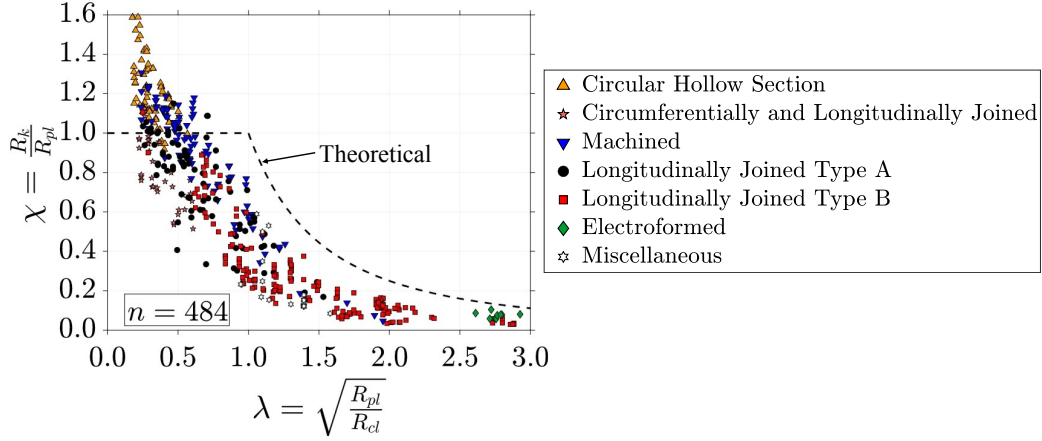 1.6
1.4
1.2
1.0
0.8
0.6
0.4
0.2
0.0
χ = R_k / R_pl
Theoretical
n = 484
0.0 0.5 1.0 1.5 2.0 2.5 3.0
λ = √(R_pl / R_cl)
Circular Hollow Section
Circumferentially and Longitudinally Joined
Machined
Longitudinally Joined Type A
Longitudinally Joined Type B
Electroformed
Miscellaneous